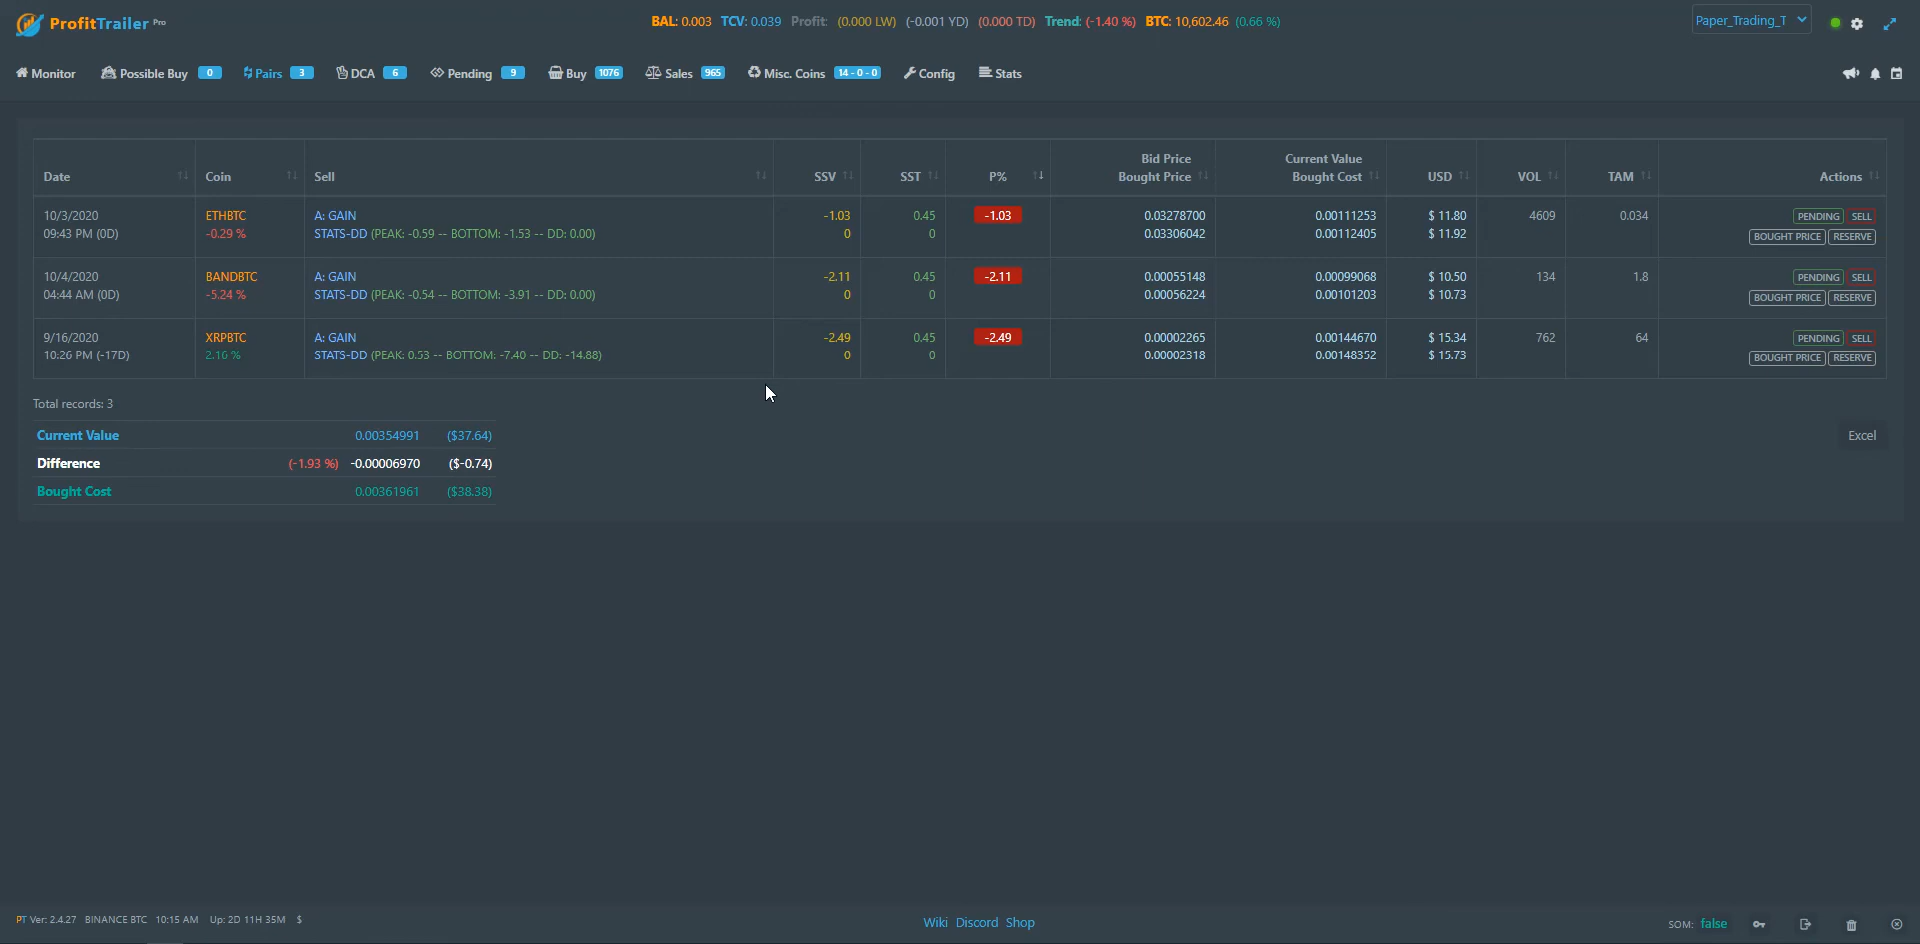 ProfitTrailer Pro
BAL: 0.003 TCV: 0.039 Profit: (0.000 LW) (-0.001 YD) (0.000 TD) Trend: (-1.40 %) BTC: 10,602.46 (0.66 %)
Paper_Trading_T
Monitor Possible Buy 0 Pairs 3 DCA 6 Pending 9 Buy 1076 Sales 965 Misc. Coins 14 - 0 - 0 Config Stats
Date Coin Sell SSV SST P% Bid Price Bought Price Current Value Bought Cost USD VOL TAM Actions
10/3/2020 ETHBTC A: GAIN -1.03 0.45 -1.03 0.03278700 0.00111253 $ 11.80 4609 0.034 PENDING SELL
09:43 PM (0D) -0.29 % STATS-DD (PEAK: -0.59 -- BOTTOM: -1.53 -- DD: 0.00) 0 0 0.03306042 0.00112405 $ 11.92 BOUGHT PRICE RESERVE
10/4/2020 BANDBTC A: GAIN -2.11 0.45 -2.11 0.00055148 0.00099068 $ 10.50 134 1.8 PENDING SELL
04:44 AM (0D) -5.24 % STATS-DD (PEAK: -0.54 -- BOTTOM: -3.91 -- DD: 0.00) 0 0 0.00056224 0.00101203 $ 10.73 BOUGHT PRICE RESERVE
9/16/2020 XRPBTC A: GAIN -2.49 0.45 -2.49 0.00002265 0.00144670 $ 15.34 762 64 PENDING SELL
10:26 PM (-17D) 2.16 % STATS-DD (PEAK: 0.53 -- BOTTOM: -7.40 -- DD: -14.88) 0 0 0.00002318 0.00148352 $ 15.73 BOUGHT PRICE RESERVE
Total records: 3
Current Value 0.00354991 ($37.64)
Excel
Difference (-1.93 %) -0.00006970 ($-0.74)
Bought Cost 0.00361961 ($38.38)
PT Ver: 2.4.27 BINANCE BTC 10:15 AM Up: 2D 11H 35M $
Wiki Discord Shop
SOM: false